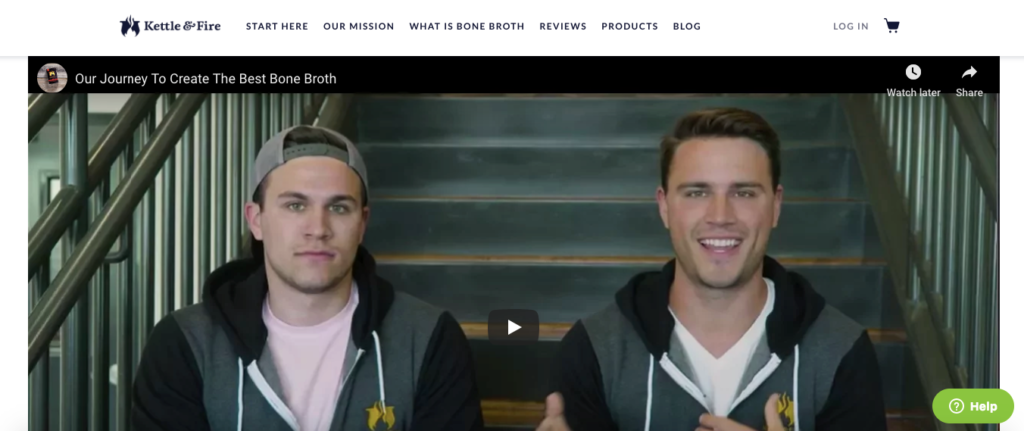 Kettle & Fire START HERE OUR MISSION WHAT IS BONE BROTH REVIEWS PRODUCTS BLOG LOG IN
Our Journey To Create The Best Bone Broth
Watch later Share
Help